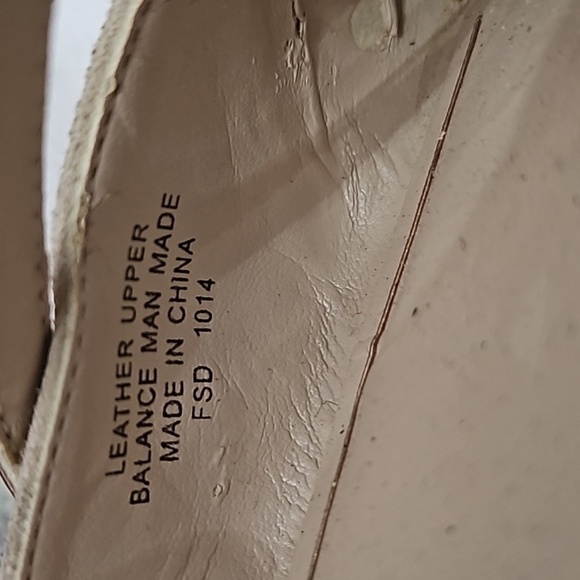 LEATHER UPPER
BALANCE MAN MADE
MADE IN CHINA
FSD 1014